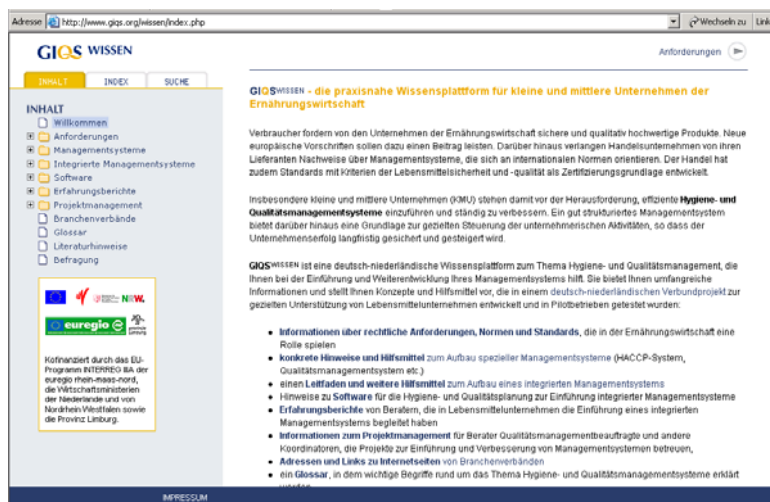 Adresse http://www.giqs.org/wissen/index.php Wechseln zu Link
GIQS WISSEN
Anforderungen
INHALT INDEX SUCHE
INHALT
Willkommen
Anforderungen
Managementsysteme
Integrierte Managementsysteme
Software
Erfahrungsberichte
Projektmanagement
Branchenverbände
Glossar
Literaturhinweise
Befragung
NRW.
euregio
Kofinanziert durch das EU-
Programm INTERREG IIIA der
euregio rhein-maas-nord,
die Wirtschaftsministerien
der Niederlande und von
Nordrhein Westfalen sowie
die Provinz Limburg.
GIQSWISSEN - die praxisnahe Wissensplattform für kleine und mittlere Unternehmen der
Ernährungswirtschaft
Verbraucher fordern von den Unternehmen der Ernährungswirtschaft sichere und qualitativ hochwertige Produkte. Neue
europäische Vorschriften sollen dazu einen Beitrag leisten. Darüber hinaus verlangen Handelsunternehmen von ihren
Lieferanten Nachweise über Managementsysteme, die sich an internationalen Normen orientieren. Der Handel hat
zudem Standards mit Kriterien der Lebensmittelsicherheit und -qualität als Zertifizierungsgrundlage entwickelt.
Insbesondere kleine und mittlere Unternehmen (KMU) stehen damit vor der Herausforderung, effiziente Hygiene- und
Qualitätsmanagementsysteme einzuführen und ständig zu verbessern. Ein gut strukturiertes Managementsystem
bietet darüber hinaus eine Grundlage zur gezielten Steuerung der unternehmerischen Aktivitäten, so dass der
Unternehmenserfolg langfristig gesichert und gesteigert wird.
GIQSWISSEN ist eine deutsch-niederländische Wissensplattform zum Thema Hygiene- und Qualitätsmanagement, die
Ihnen bei der Einführung und Weiterentwicklung Ihres Managementsystems hilft. Sie bietet Ihnen umfangreiche
Informationen und stellt Ihnen Konzepte und Hilfsmittel vor, die in einem deutsch-niederländischen Verbundprojekt zur
gezielten Unterstützung von Lebensmittelunternehmen entwickelt und in Pilotbetrieben getestet wurden:
• Informationen über rechtliche Anforderungen, Normen und Standards, die in der Ernährungswirtschaft eine
Rolle spielen
• konkrete Hinweise und Hilfsmittel zum Aufbau spezieller Managementsysteme (HACCP-System,
Qualitätsmanagementsystem etc.)
• einen Leitfaden und weitere Hilfsmittel zum Aufbau eines integrierten Managementsystems
• Hinweise zu Software für die Hygiene- und Qualitätsplanung zur Einführung integrierter Managementsysteme
• Erfahrungsberichte von Beratern, die in Lebensmittelunternehmen die Einführung eines integrierten
Managementsystems begleitet haben
• Informationen zum Projektmanagement für Berater Qualitätsmanagementbeauftragte und andere
Koordinatoren, die Projekte zur Einführung und Verbesserung von Managementsystemen betreuen,
• Adressen und Links zu Internetseiten von Branchenverbänden
• ein Glossar, in dem wichtige Begriffe rund um das Thema Hygiene- und Qualitätsmanagement erklärt
werden
IMPRESSUM